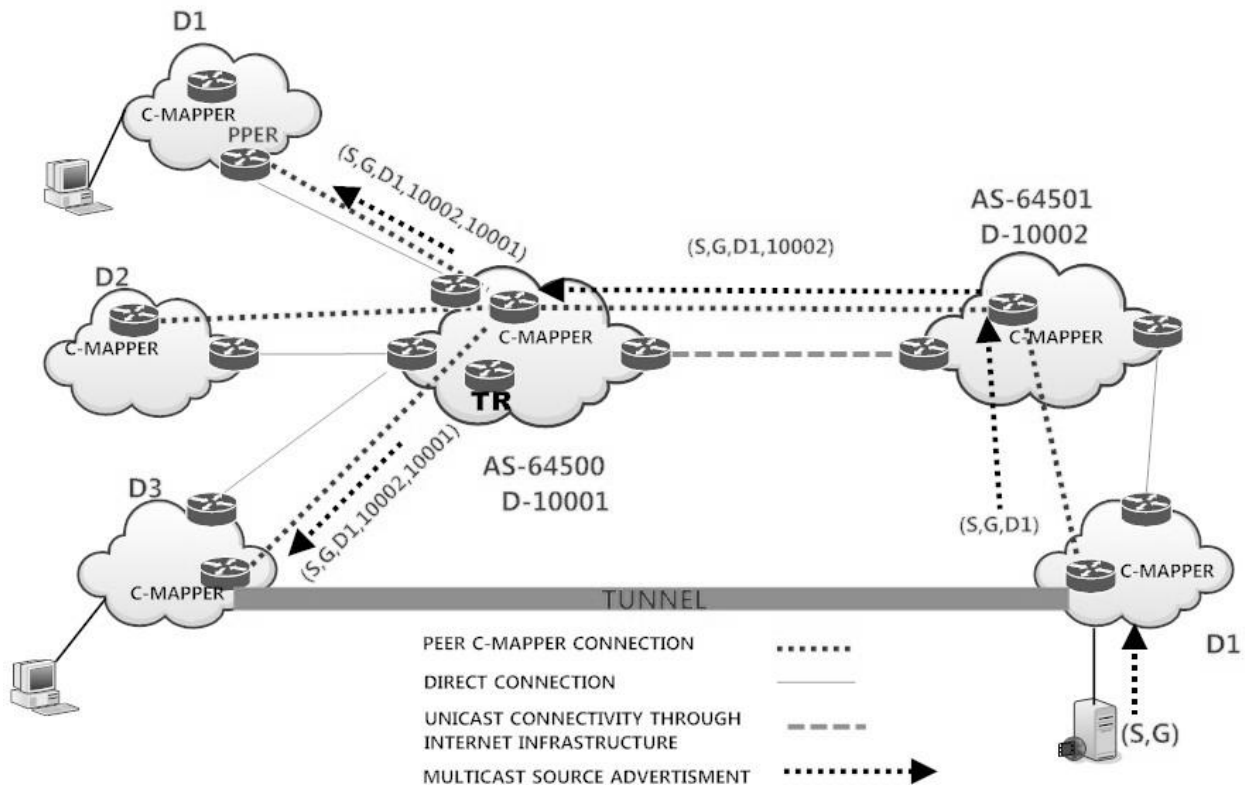 D1
C-MAPPER
PPER
(S,G,D1,10002,10001)
AS-64501
D-10002
(S,G,D1,10002)
D2
C-MAPPER
C-MAPPER
C-MAPPER
TR
AS-64500
D-10001
D3
(S,G,D1,10002,10001)
(S,G,D1)
C-MAPPER
C-MAPPER
TUNNEL
D1
PEER C-MAPPER CONNECTION
DIRECT CONNECTION
UNICAST CONNECTIVITY THROUGH
INTERNET INFRASTRUCTURE
(S,G)
MULTICAST SOURCE ADVERTISMENT